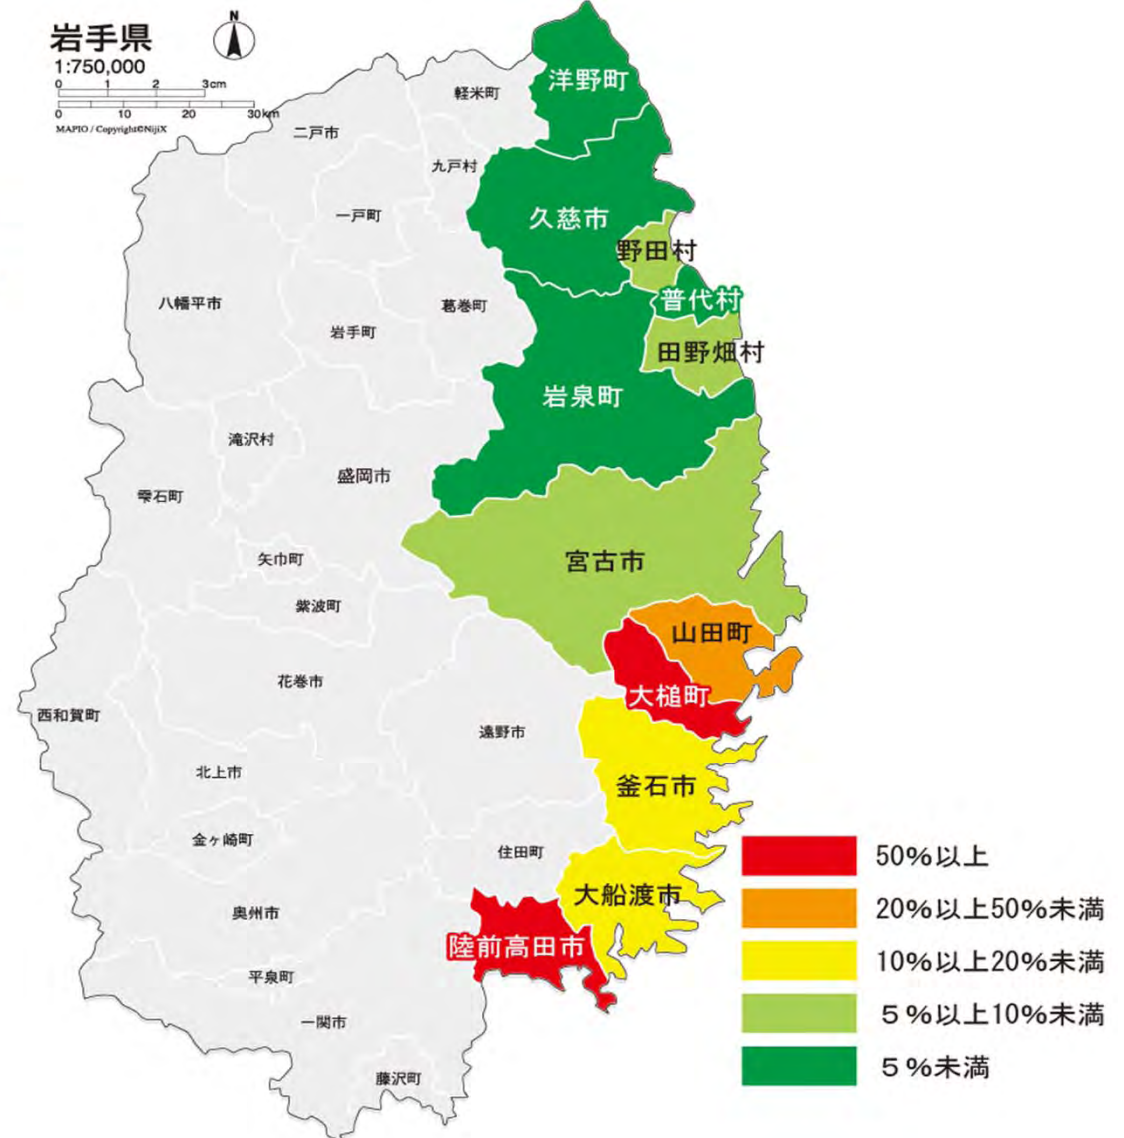 岩手県
N
1:750,000
0 1 2 3cm
0 10 20 30km
MAPIO / Copyright©NijiX
洋野町
軽米町
二戸市
九戸村
一戸町
久慈市
野田村
普代村
八幡平市
葛巻町
岩手町
田野畑村
岩泉町
滝沢村
盛岡市
雫石町
矢巾町
宮古市
紫波町
山田町
花巻市
大槌町
西和賀町
遠野市
北上市
釜石市
金ヶ崎町
住田町
大船渡市
奥州市
陸前高田市
平泉町
一関市
藤沢町
50%以上
20%以上50%未満
10%以上20%未満
5%以上10%未満
5%未満